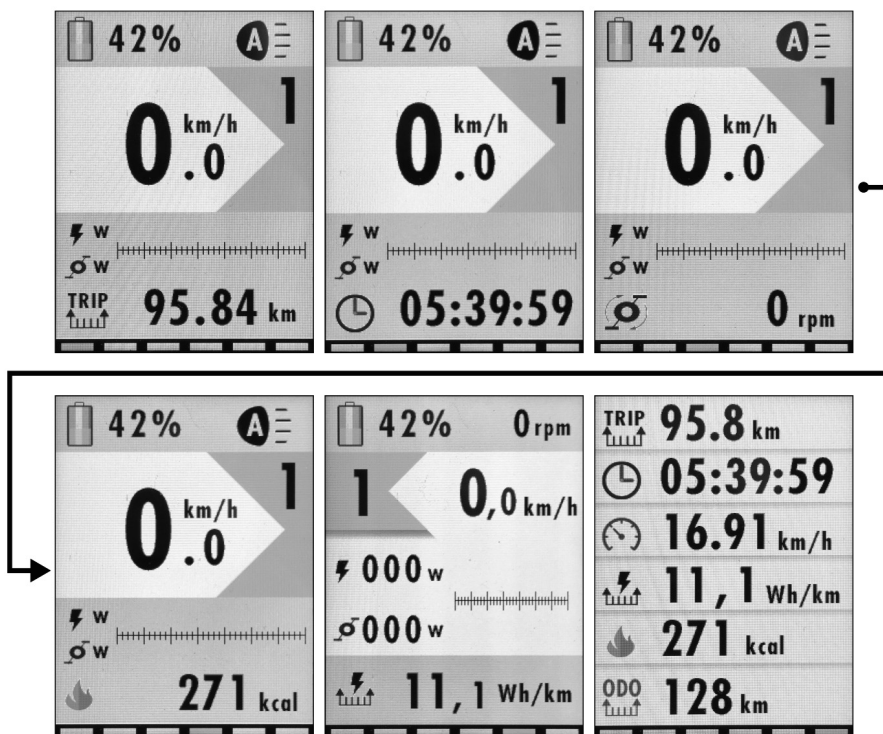 42% A
1
0.0 km/h
W
W
TRIP 95.84 km
42% A
1
0.0 km/h
W
W
05:39:59
42% A
1
0.0 km/h
W
W
0 rpm
42% A
1
0.0 km/h
W
W
271 kcal
42% 0 rpm
1 0,0 km/h
000 W
000 W
11,1 Wh/km
TRIP 95.8 km
05:39:59
16.91 km/h
11,1 Wh/km
271 kcal
ODO 128 km